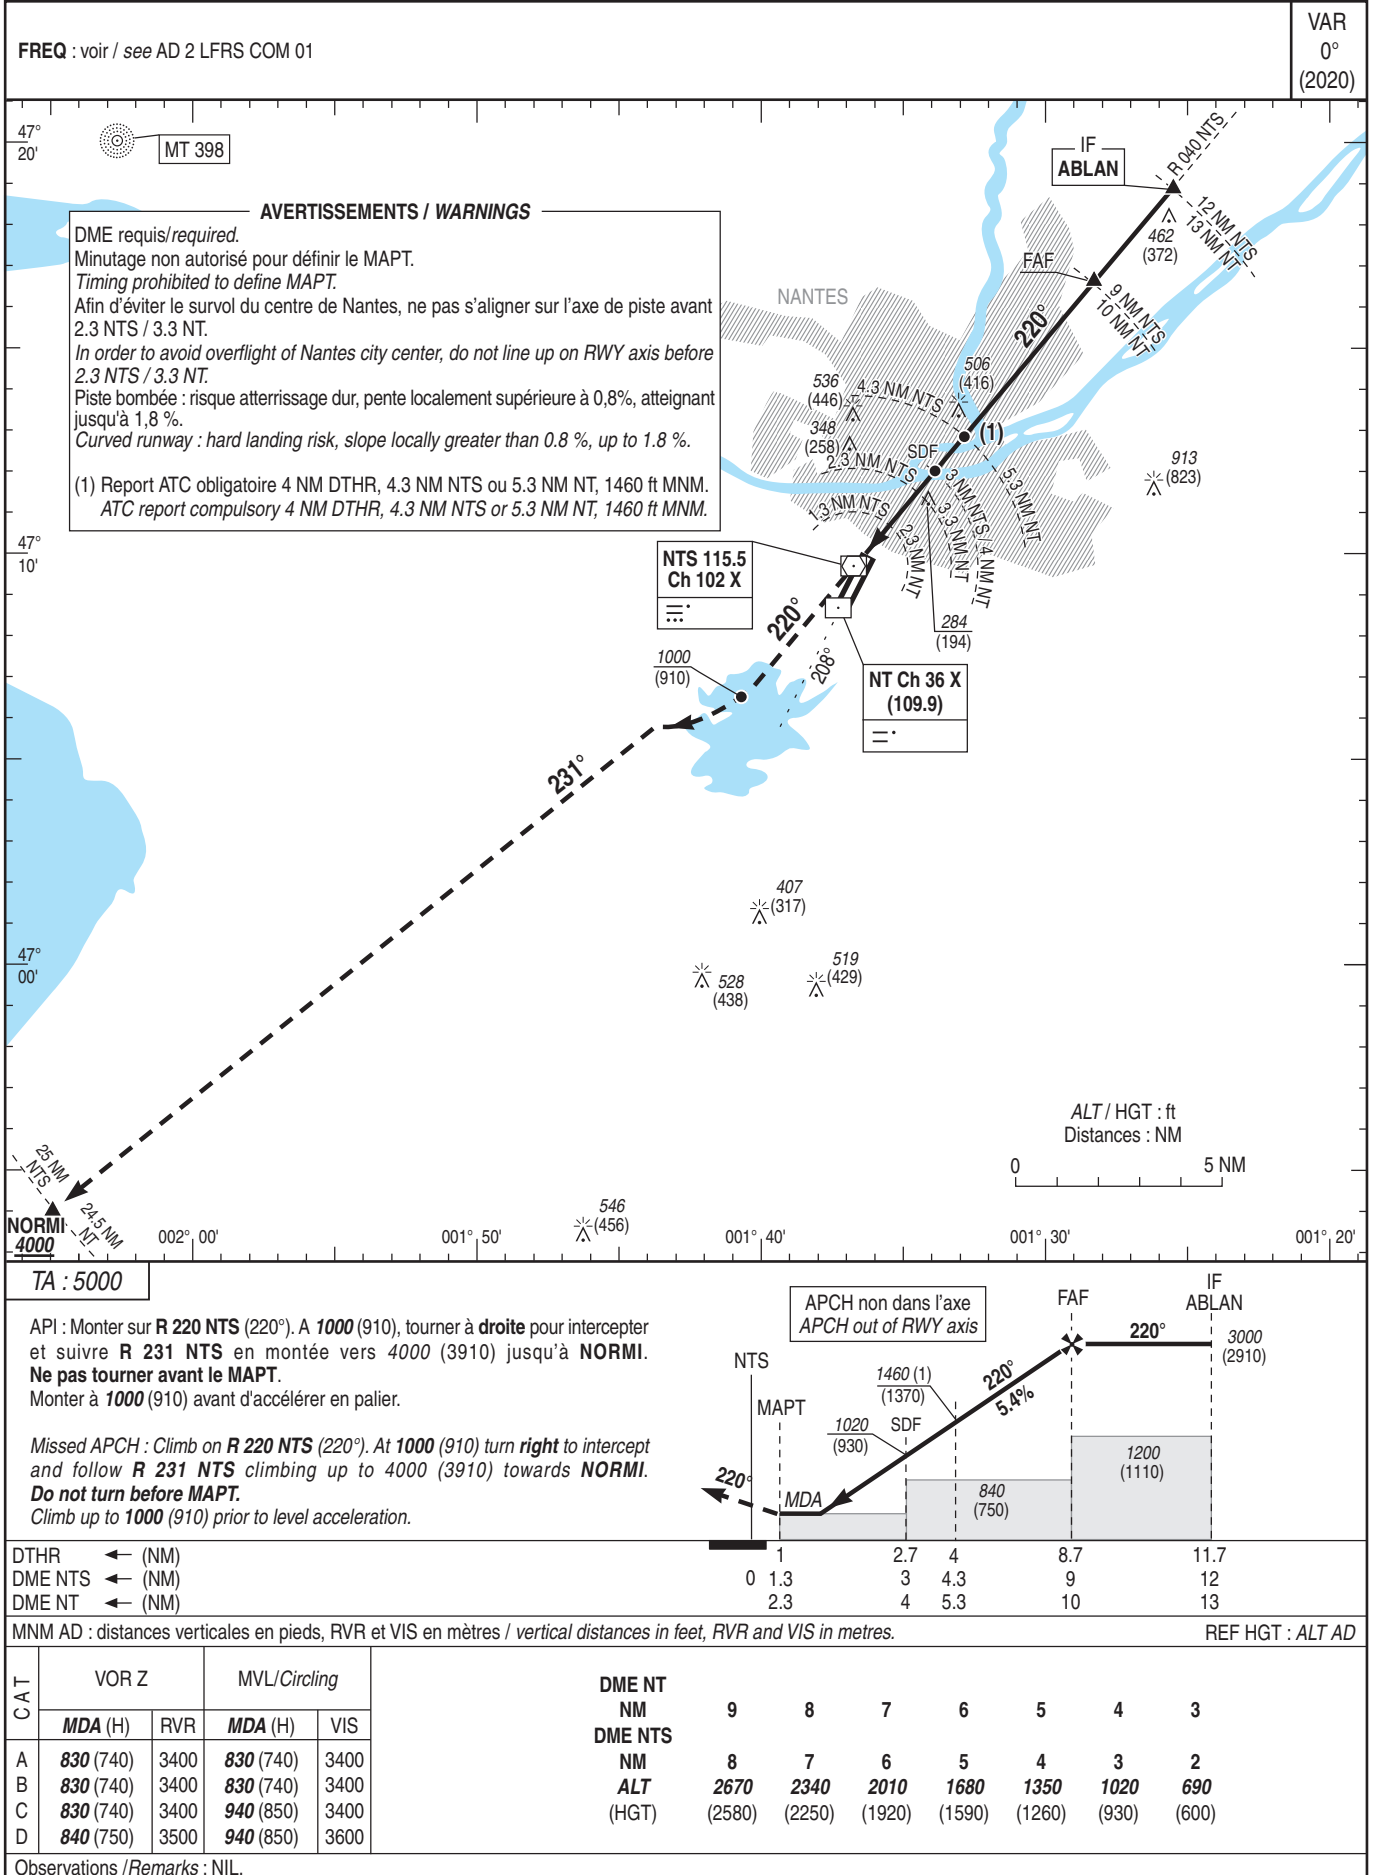 FREQ : voir / see AD 2 LFRS COM 01
VAR
0°
(2020)
47°
20'
MT 398
IF
ABLAN
R 040 NTS
12 NM NTS
13 NM NT
462
(372)
AVERTISSEMENTS / WARNINGS
DME requis/required.
Minutage non autorisé pour définir le MAPT.
Timing prohibited to define MAPT.
Afin d'éviter le survol du centre de Nantes, ne pas s'aligner sur l'axe de piste avant
2.3 NTS / 3.3 NT.
In order to avoid overflight of Nantes city center, do not line up on RWY axis before
2.3 NTS / 3.3 NT.
Piste bombée : risque atterrissage dur, pente localement supérieure à 0,8%, atteignant
jusqu'à 1,8 %.
Curved runway : hard landing risk, slope locally greater than 0.8 %, up to 1.8 %.
(1) Report ATC obligatoire 4 NM DTHR, 4.3 NM NTS ou 5.3 NM NT, 1460 ft MNM.
ATC report compulsory 4 NM DTHR, 4.3 NM NTS or 5.3 NM NT, 1460 ft MNM.
FAF
9 NM NTS
10 NM NT
NANTES
220°
506
(416)
536
(446)
4.3 NM NTS
348
(258)
(1)
SDF
2.3 NM NTS
913
(823)
5.3 NM NT
3 NM NTS / 4 NM NT
3.3 NM NT
1.3 NM NTS
2.3 NM NT
47°
10'
NTS 115.5
Ch 102 X
284
(194)
220°
208°
1000
(910)
NT Ch 36 X
(109.9)
231°
407
(317)
47°
00'
528
(438)
519
(429)
ALT / HGT : ft
Distances : NM
0
5 NM
25 NM
NTS
24.5 NM
NT
NORMI
4000
546
(456)
002° 00'
001° 50'
001° 40'
001° 30'
001° 20'
TA : 5000
API : Monter sur R 220 NTS (220°). A 1000 (910), tourner à droite pour intercepter
et suivre R 231 NTS en montée vers 4000 (3910) jusqu'à NORMI.
Ne pas tourner avant le MAPT.
Monter à 1000 (910) avant d'accélérer en palier.
Missed APCH : Climb on R 220 NTS (220°). At 1000 (910) turn right to intercept
and follow R 231 NTS climbing up to 4000 (3910) towards NORMI.
Do not turn before MAPT.
Climb up to 1000 (910) prior to level acceleration.
APCH non dans l'axe
APCH out of RWY axis
FAF
IF
ABLAN
220°
3000
(2910)
NTS
1460 (1)
(1370)
220°
5.4%
MAPT
1020
(930)
SDF
1200
(1110)
220°
MDA
840
(750)
DTHR (NM) 1 2.7 4 8.7 11.7
DME NTS (NM) 0 1.3 3 4.3 9 12
DME NT (NM) 2.3 4 5.3 10 13
MNM AD : distances verticales en pieds, RVR et VIS en mètres / vertical distances in feet, RVR and VIS in metres. REF HGT : ALT AD
CAT VOR Z MVL/Circling
MDA (H) RVR MDA (H) VIS
A 830 (740) 3400 830 (740) 3400
B 830 (740) 3400 830 (740) 3400
C 830 (740) 3400 940 (850) 3400
D 840 (750) 3500 940 (850) 3600
DME NT
NM 9 8 7 6 5 4 3
DME NTS
NM 8 7 6 5 4 3 2
ALT 2670 2340 2010 1680 1350 1020 690
(HGT) (2580) (2250) (1920) (1590) (1260) (930) (600)
Observations /Remarks : NIL.